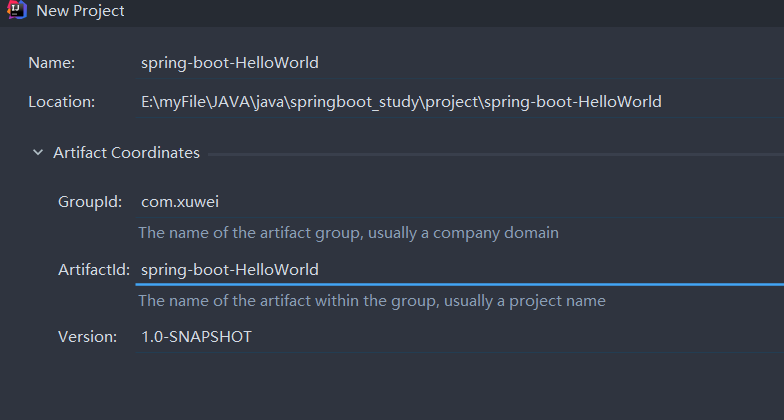 New Project
Name: spring-boot-HelloWorld
Location: E:\myFile\JAVA\java\springboot_study\project\spring-boot-HelloWorld
Artifact Coordinates
GroupId: com.xuwei
The name of the artifact group, usually a company domain
ArtifactId: spring-boot-HelloWorld
The name of the artifact within the group, usually a project name
Version: 1.0-SNAPSHOT